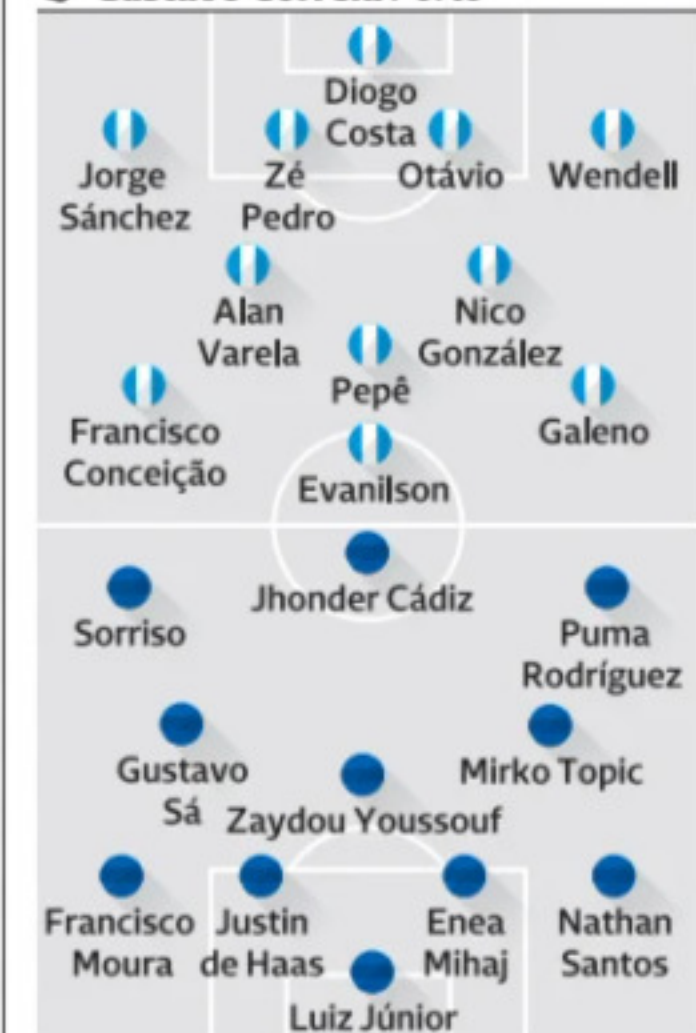 Diogo
Costa
Jorge
Sánchez
Zé
Pedro
Otávio
Wendell
Alan
Varela
Nico
González
Pepê
Francisco
Conceição
Galeno
Evanilson
Jhonder Cádiz
Sorriso
Puma
Rodríguez
Gustavo
Sá
Mirko Topic
Zaydou Youssouf
Francisco
Moura
Justin
de Haas
Enea
Mihaj
Nathan
Santos
Luiz Júnior